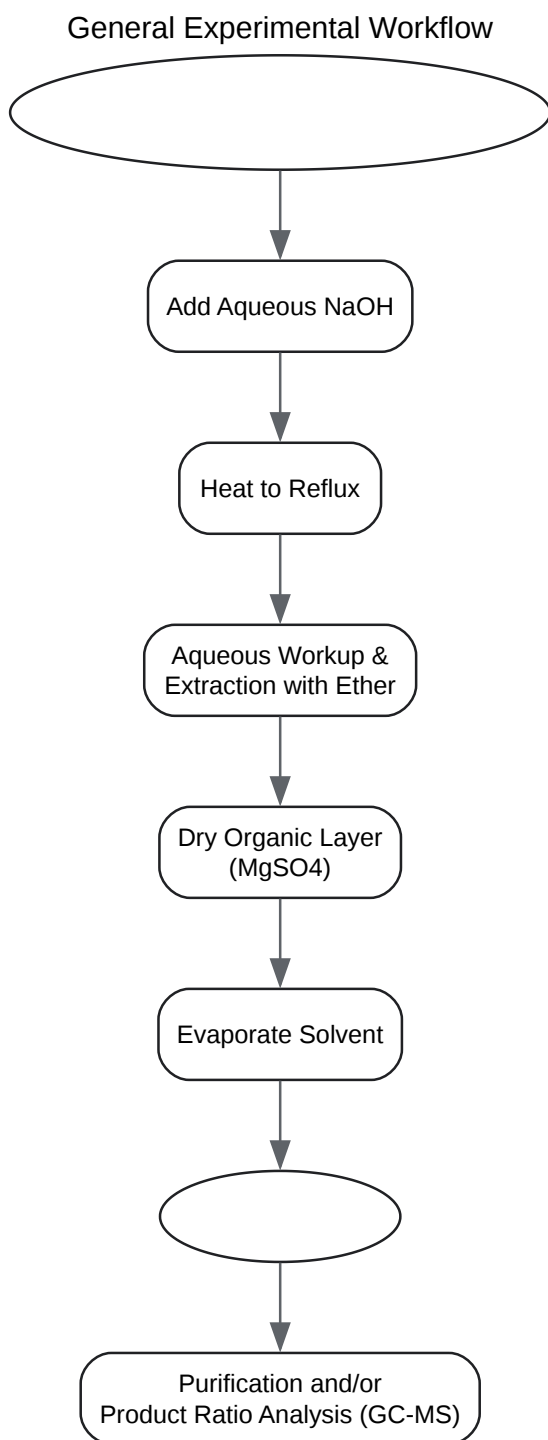 General Experimental Workflow
Add Aqueous NaOH
Heat to Reflux
Aqueous Workup &
Extraction with Ether
Dry Organic Layer
(MgSO4)
Evaporate Solvent
Purification and/or
Product Ratio Analysis (GC-MS)